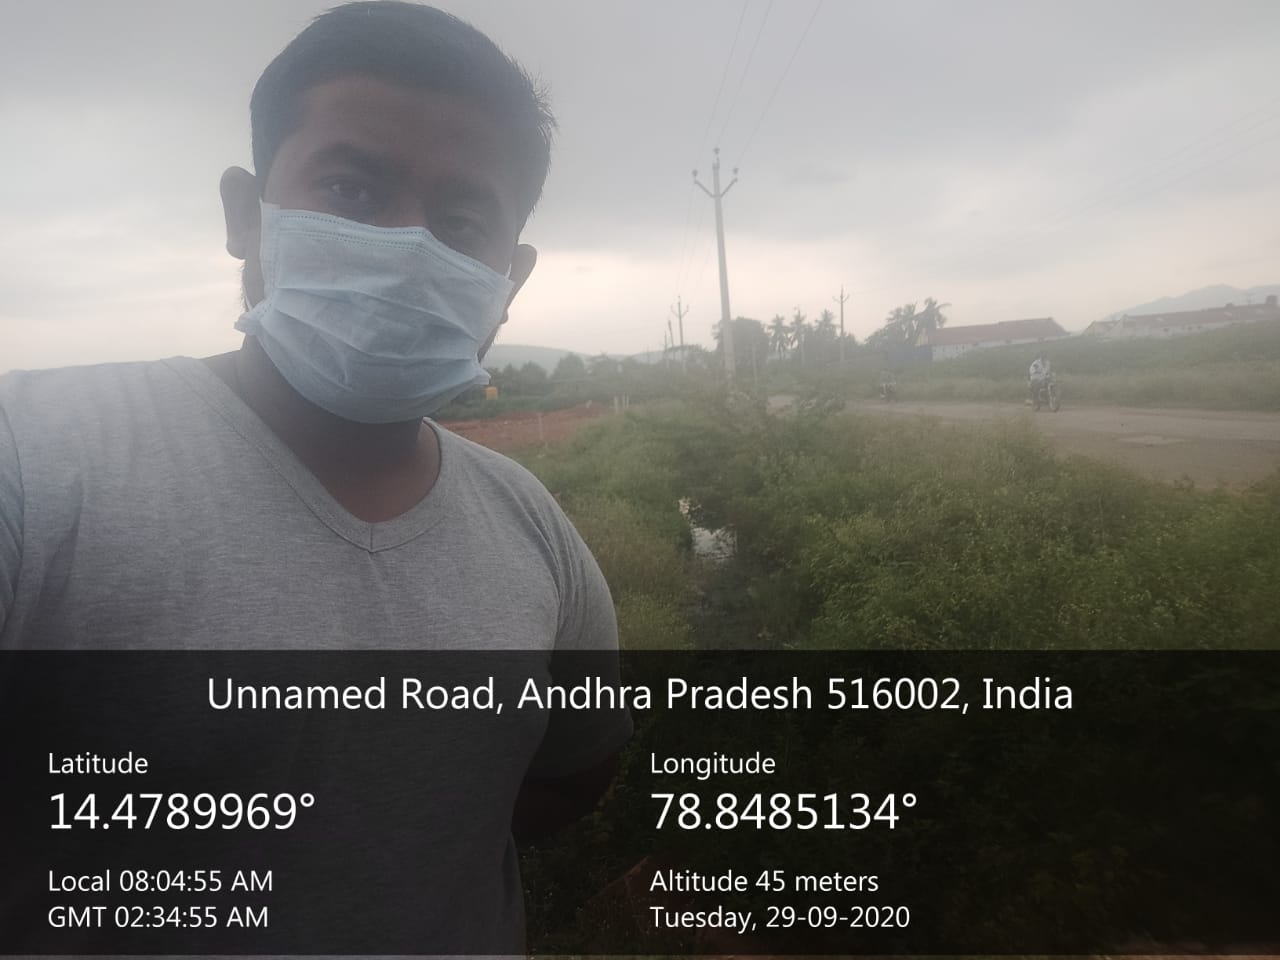 Unnamed Road, Andhra Pradesh 516002, India
Latitude
14.4789969°
Longitude
78.8485134°
Local 08:04:55 AM
GMT 02:34:55 AM
Altitude 45 meters
Tuesday, 29-09-2020